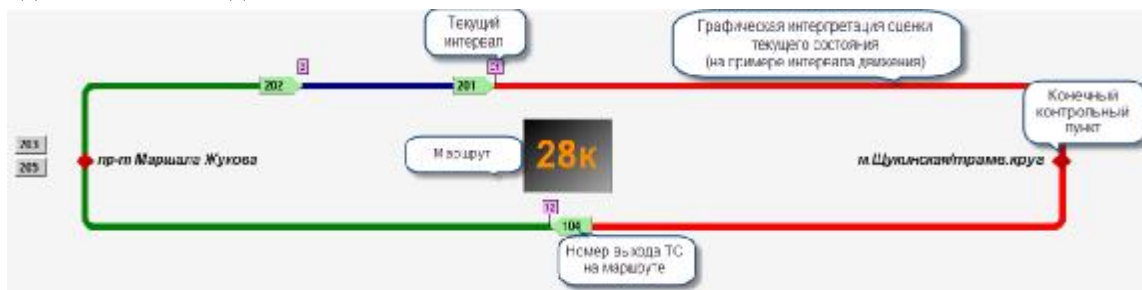 Текущий
интервал
Графическая интерпретация оценки
текущего состояния
(на примере интервала движения)
3
21
202
201
Конечный
контрольный
пункт
203
205
пр-т Маршала Жукова
Маршрут
28к
м.Щукинская/трамв.круг
12
104
Номер выхода ТС
на маршруте